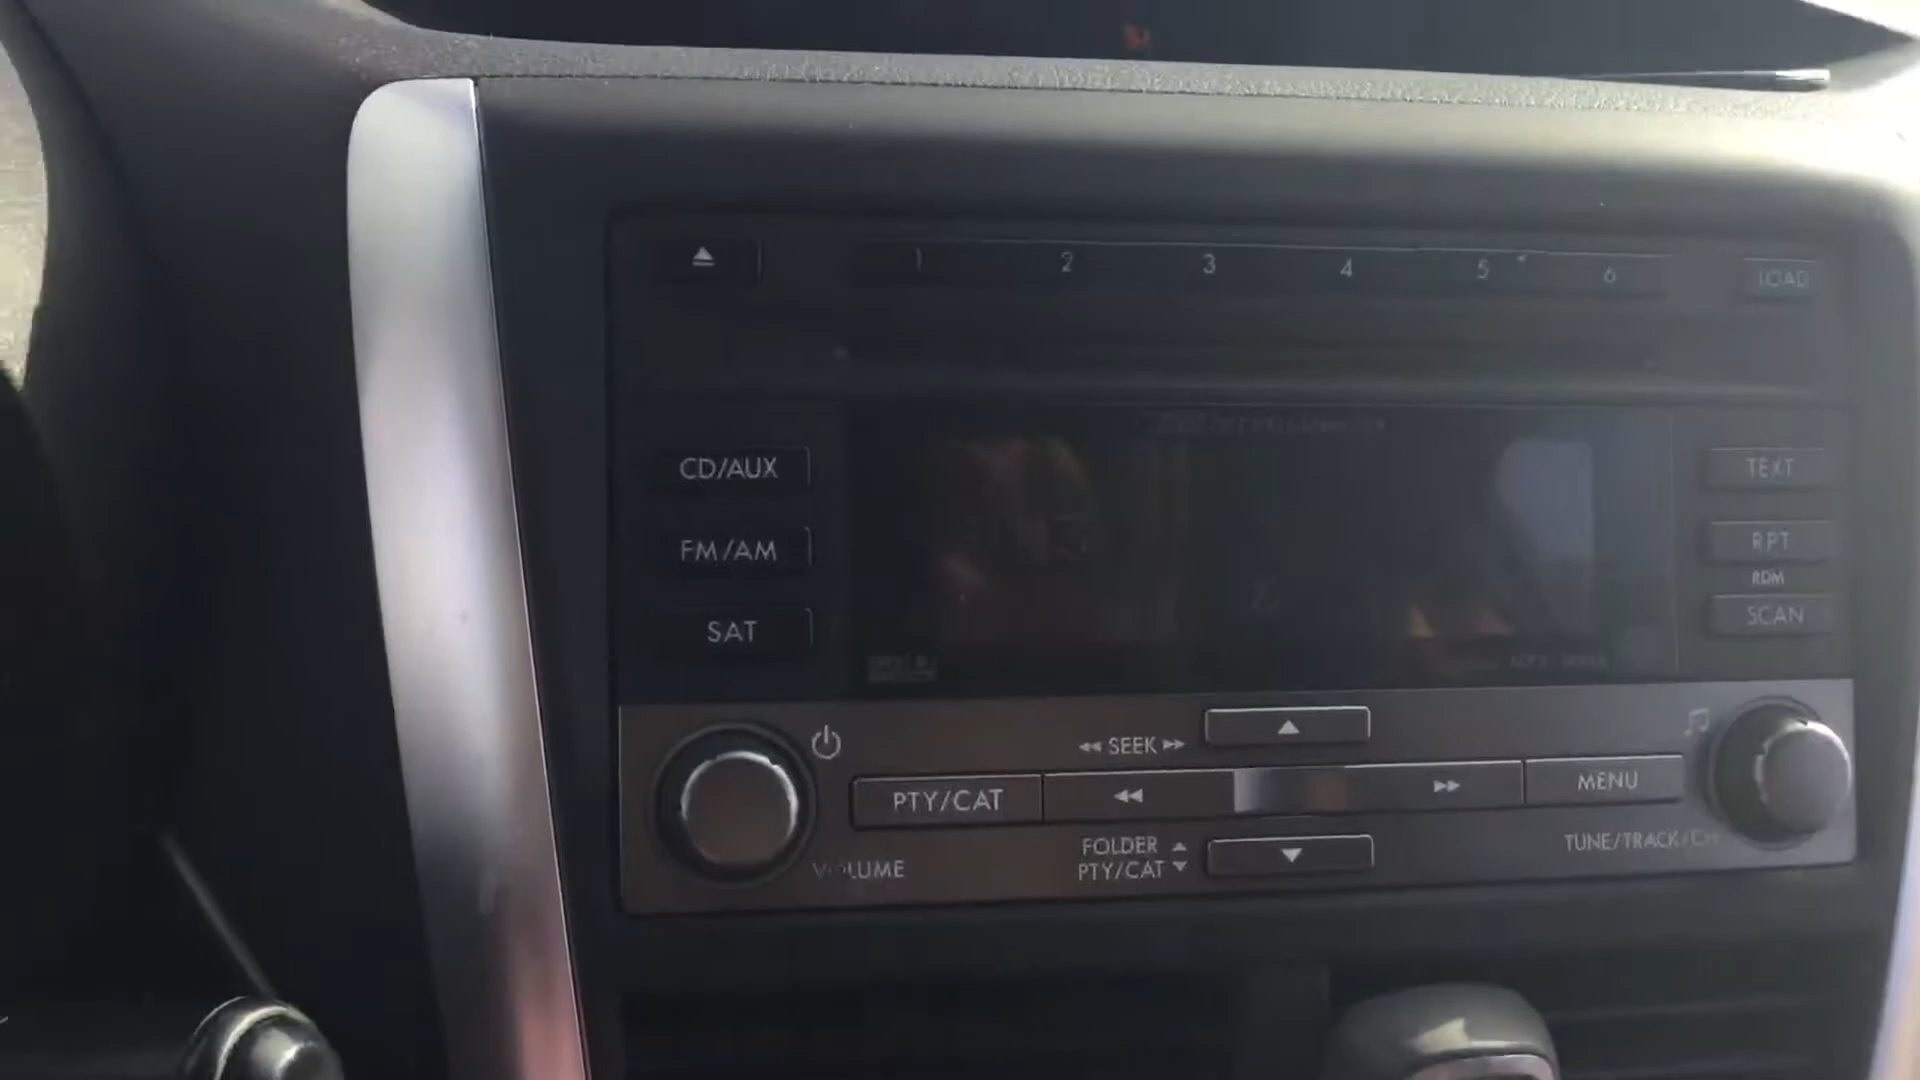 1 2 3 4 5 6 LOAD
CD/AUX
TEXT
FM/AM
RPT
RDM
SAT
SCAN
SEEK
PTY/CAT
MENU
VOLUME
FOLDER
PTY/CAT
TUNE/TRACK/CH